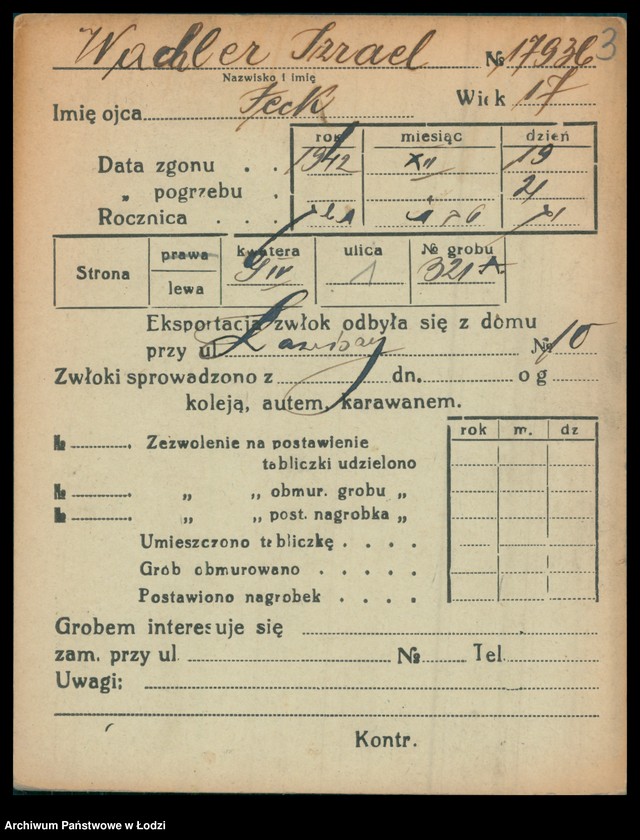 Wachler Izrael № 17936 3
Nazwisko i imię
Imię ojca Icek Wiek 17
rok miesiąc dzień
Data zgonu . . 1942 XII 19
„ pogrzebu . „ 21
Rocznica . . .
Strona prawa kwatera ulica № grobu
lewa G IV 1 321
Eksportacja zwłok odbyła się z domu
przy ul. № 10
Zwłoki sprowadzono z dn. o g
koleją, autem, karawanem.
rok m. dz
№ Zezwolenie na postawienie
tabliczki udzielono
№ „ „ obmur. grobu „
№ „ „ post. nagrobka „
Umieszczono tabliczkę . . . .
Grób obmurowano . . . . .
Postawiono nagrobek . . . .
Grobem interesuje się
zam. przy ul. № Tel.
Uwagi:
Kontr.
Archiwum Państwowe w Łodzi